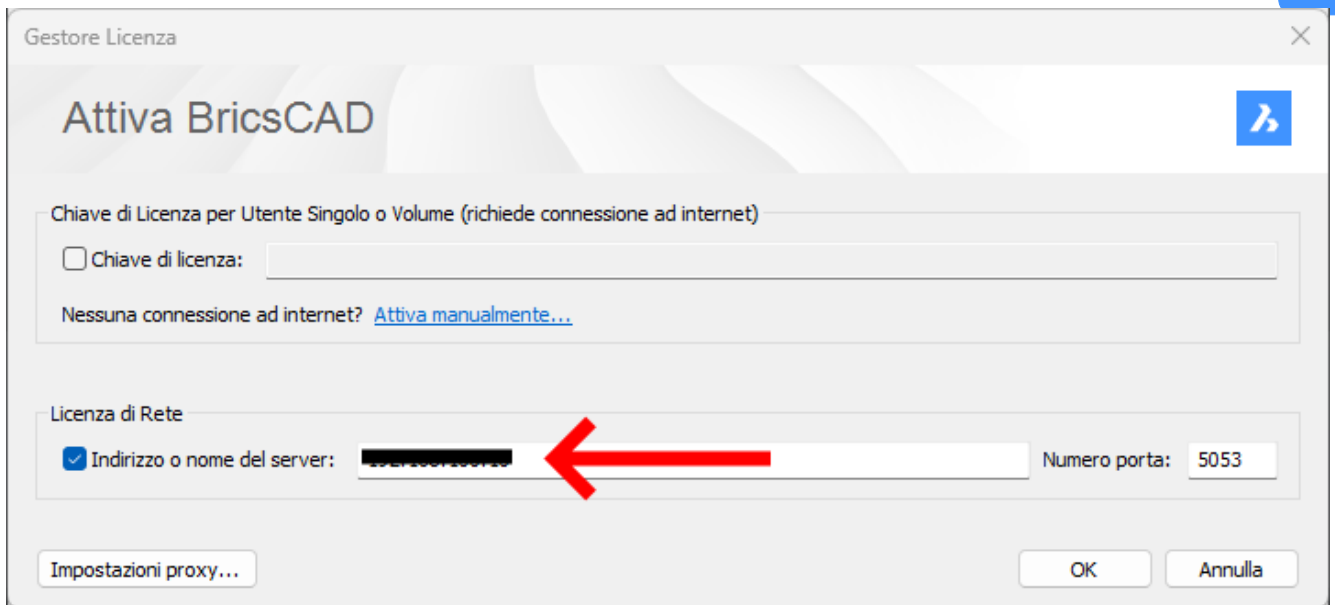 Gestore Licenza
Attiva BricsCAD
Chiave di Licenza per Utente Singolo o Volume (richiede connessione ad internet)
Chiave di licenza:
Nessuna connessione ad internet? Attiva manualmente...
Licenza di Rete
Indirizzo o nome del server: Numero porta: 5053
Impostazioni proxy... OK Annulla